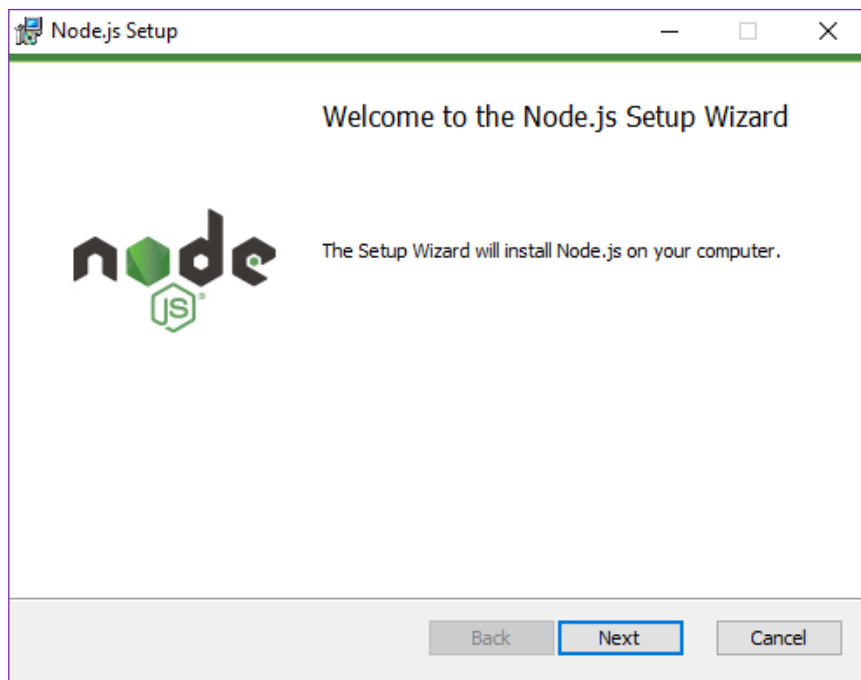 Node.js Setup
Welcome to the Node.js Setup Wizard
The Setup Wizard will install Node.js on your computer.
node
JS®
Back Next Cancel